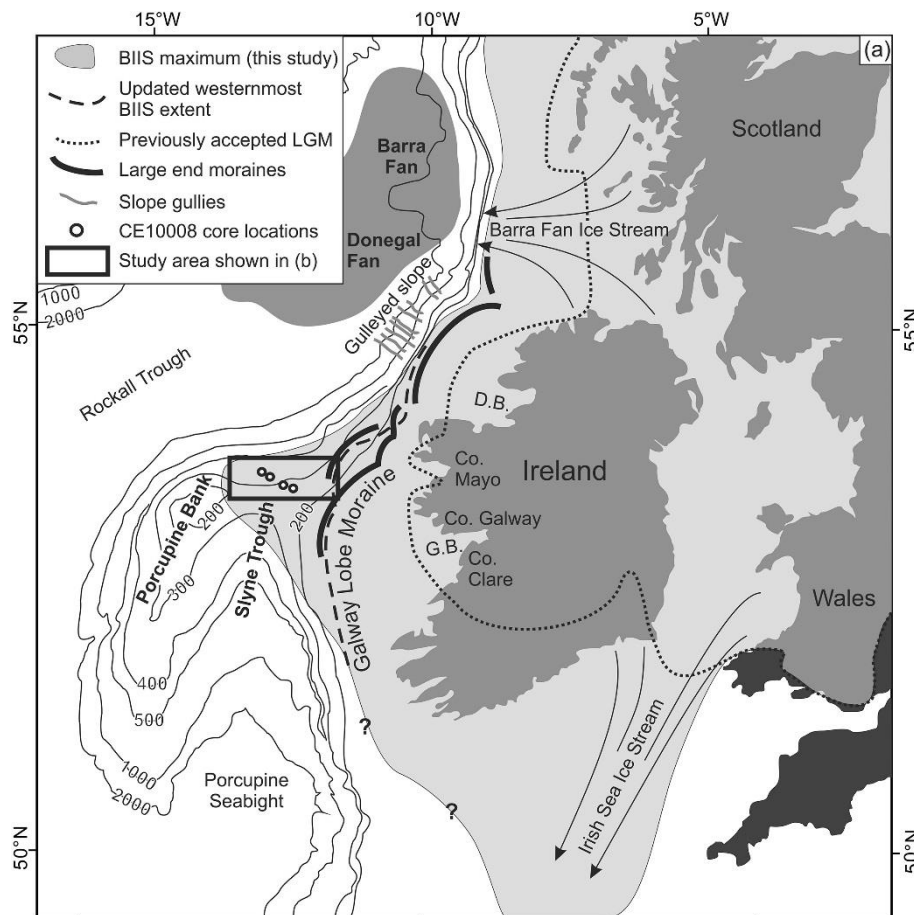 15°W
10°W
5°W
(a)
BIIS maximum (this study)
Updated westernmost
BIIS extent
Previously accepted LGM
Large end moraines
Slope gullies
CE10008 core locations
Study area shown in (b)
Scotland
Barra
Fan
Barra Fan Ice Stream
Donegal
Fan
Gulleyed slope
1000
2000
55°N
55°N
Rockall Trough
D.B.
Co.
Mayo
Ireland
Co. Galway
G.B.
Co.
Clare
Wales
Porcupine Bank
200
200
300
Slyne Trough
Galway Lobe Moraine
400
500
1000
2000
?
?
Porcupine
Seabight
Irish Sea Ice Stream
50°N
50°N